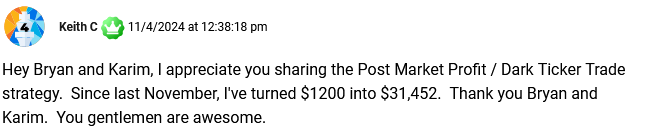 4
Keith C 11/4/2024 at 12:38:18 pm
Hey Bryan and Karim, I appreciate you sharing the Post Market Profit / Dark Ticker Trade
strategy.  Since last November, I've turned $1200 into $31,452.  Thank you Bryan and
Karim.  You gentlemen are awesome.